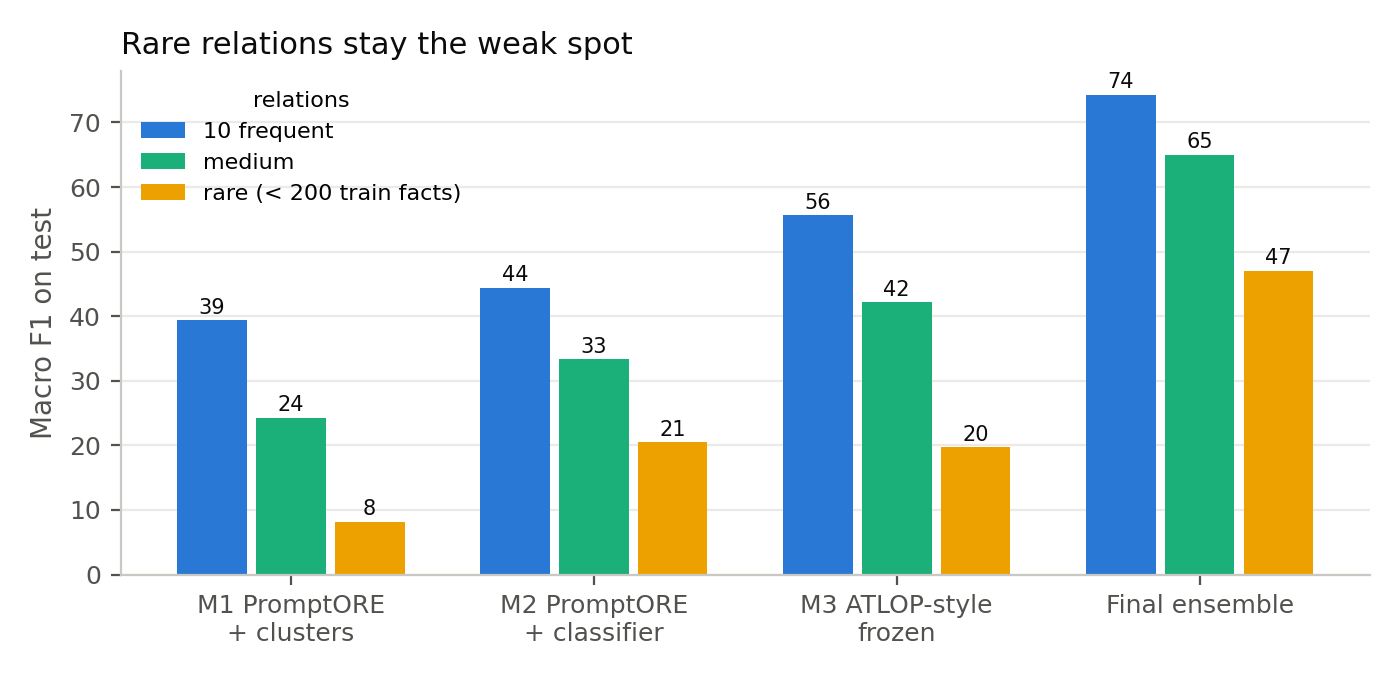 Rare relations stay the weak spot
relations
10 frequent
medium
rare (< 200 train facts)
Macro F1 on test
70
60
50
40
30
20
10
0
39
24
8
44
33
21
56
42
20
74
65
47
M1 PromptORE
+ clusters
M2 PromptORE
+ classifier
M3 ATLOP-style
frozen
Final ensemble